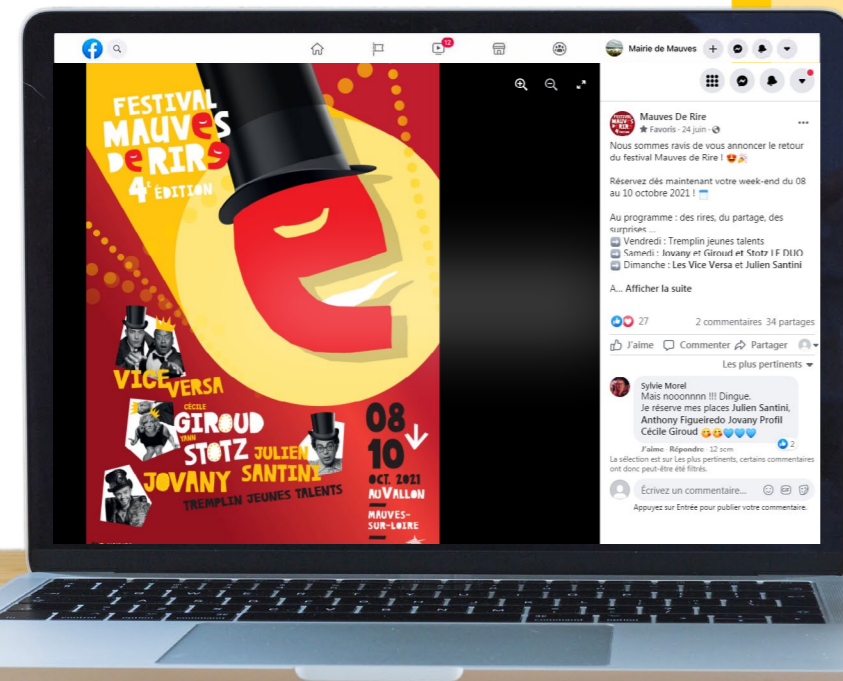 12
Mairie de Mauves
FESTIVAL
MAUVES
DE RIRE
4e ÉDITION
VICE
VERSA
CÉCILE
GIROUD
YANN
STOTZ
JULIEN
SANTINI
JOVANY
TREMPLIN JEUNES TALENTS
08
10
OCT. 2021
AU VALLON
MAUVES-
SUR-LOIRE
Mauves De Rire
Favoris · 24 juin ·
Nous sommes ravis de vous annoncer le retour
du festival Mauves de Rire ! 😍🎉
Réservez dès maintenant votre week-end du 08
au 10 octobre 2021 ! 🗓️
Au programme : des rires, du partage, des
surprises ...
➡️ Vendredi : Tremplin jeunes talents
➡️ Samedi : Jovany et Giroud et Stotz LE DUO
➡️ Dimanche : Les Vice Versa et Julien Santini
A... Afficher la suite
27 2 commentaires 34 partages
J'aime Commenter Partager
Les plus pertinents
Sylvie Morel
Mais nooonnnn !!! Dingue.
Je réserve mes places Julien Santini,
Anthony Figueiredo Jovany Profil
Cécile Giroud 😘😘💙💙💙
2
J'aime · Répondre · 12 sem
La sélection est sur Les plus pertinents, certains commentaires
ont donc peut-être été filtrés.
Écrivez un commentaire... GIF
Appuyez sur Entrée pour publier votre commentaire.